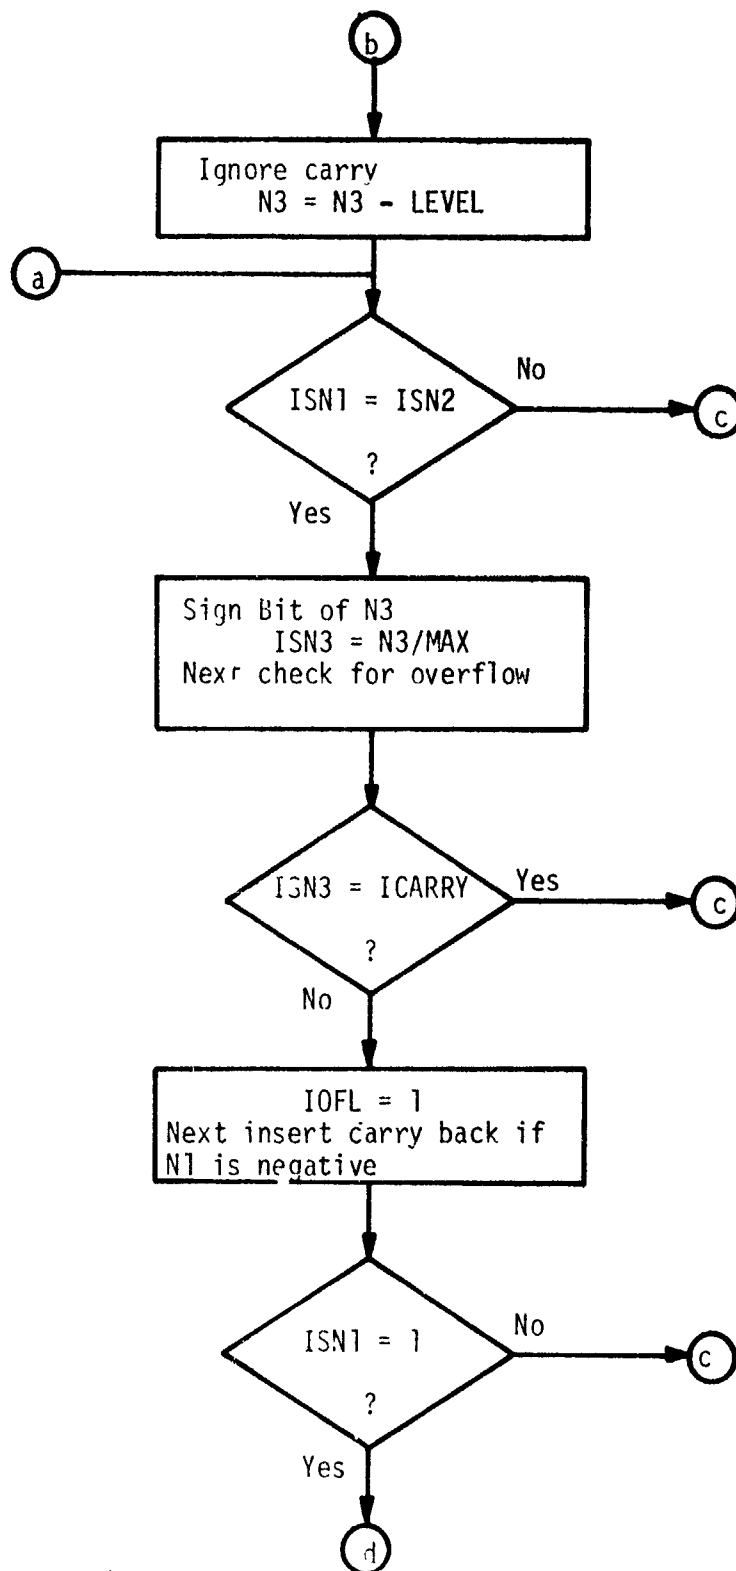 b
Ignore carry
N3 = N3 - LEVEL
a
No
ISN1 = ISN2
c
?
Yes
Sign Bit of N3
ISN3 = N3/MAX
Next check for overflow
ISN3 = ICARRY
Yes
c
?
No
IOFL = 1
Next insert carry back if
N1 is negative
No
ISN1 = 1
c
?
Yes
d